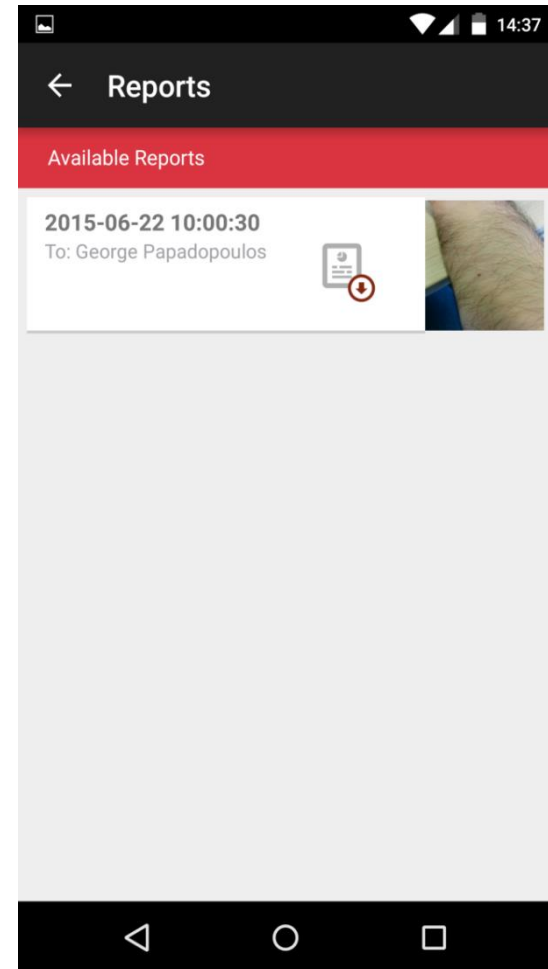 14:37
Reports
Available Reports
2015-06-22 10:00:30
To: George Papadopoulos